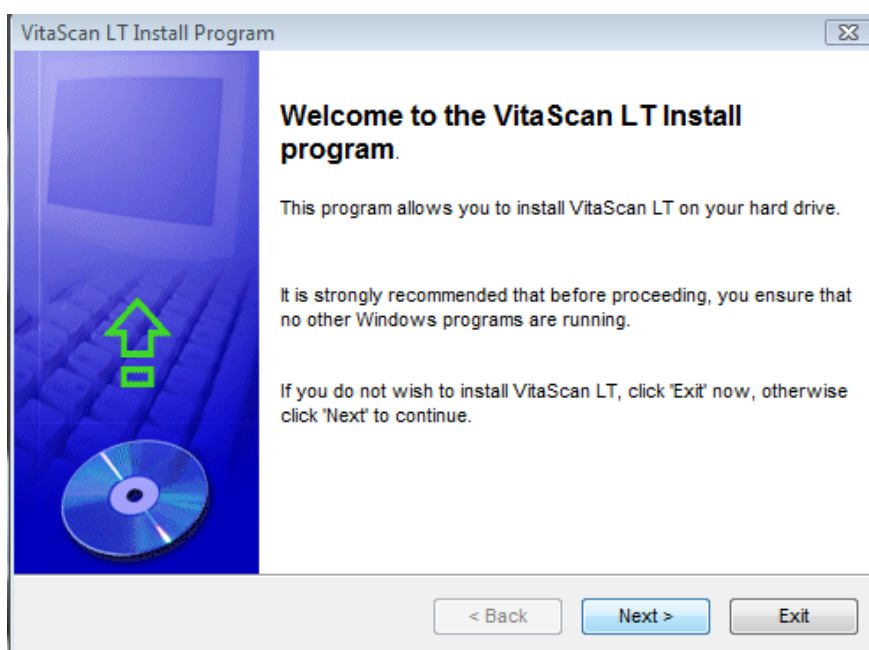 VitaScan LT Install Program
Welcome to the VitaScan LT Install
program.
This program allows you to install VitaScan LT on your hard drive.
It is strongly recommended that before proceeding, you ensure that
no other Windows programs are running.
If you do not wish to install VitaScan LT, click 'Exit' now, otherwise
click 'Next' to continue.
< Back Next > Exit